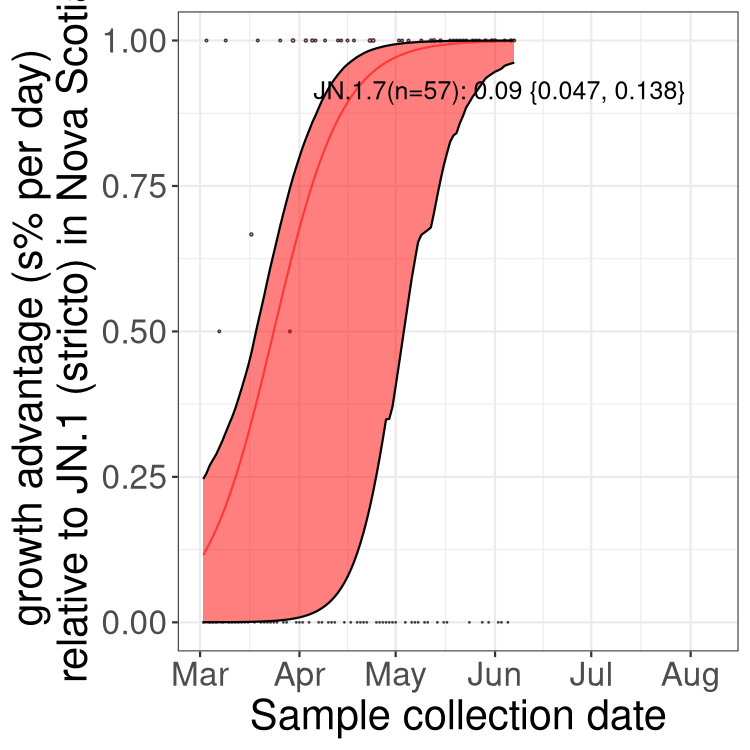 growth advantage (s% per day)
relative to JN.1 (stricto) in Nova Scotia
1.00
0.75
0.50
0.25
0.00
JN.1.7(n=57): 0.09 {0.047, 0.138}
Mar Apr May Jun Jul Aug
Sample collection date